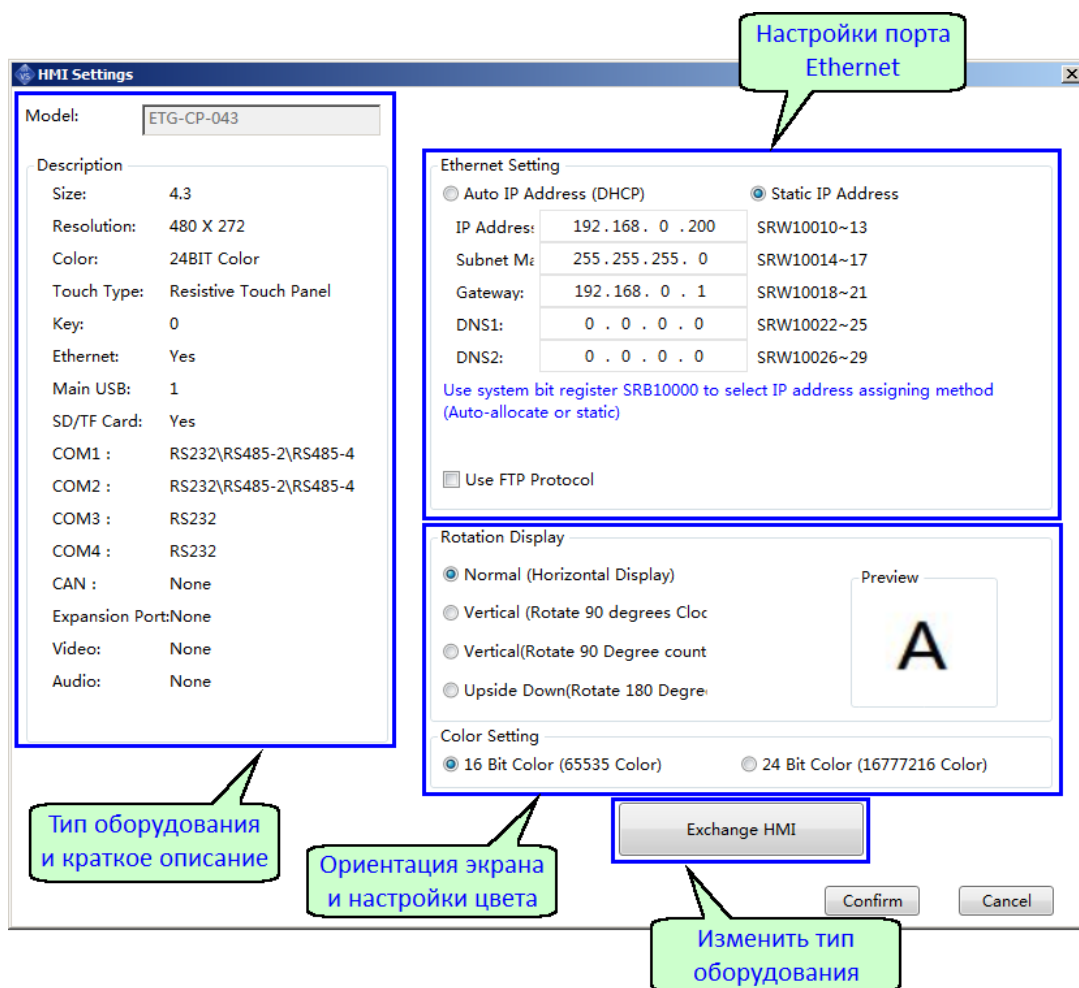 Настройки порта
Ethernet
HMI Settings
Model: ETG-CP-043
Description
Size: 4.3
Resolution: 480 X 272
Color: 24BIT Color
Touch Type: Resistive Touch Panel
Key: 0
Ethernet: Yes
Main USB: 1
SD/TF Card: Yes
COM1 : RS232\RS485-2\RS485-4
COM2 : RS232\RS485-2\RS485-4
COM3 : RS232
COM4 : RS232
CAN : None
Expansion Port:None
Video: None
Audio: None
Ethernet Setting
Auto IP Address (DHCP) Static IP Address
IP Address 192.168. 0 .200 SRW10010~13
Subnet Ma 255.255.255. 0 SRW10014~17
Gateway: 192.168. 0 . 1 SRW10018~21
DNS1: 0 . 0 . 0 . 0 SRW10022~25
DNS2: 0 . 0 . 0 . 0 SRW10026~29
Use system bit register SRB10000 to select IP address assigning method
(Auto-allocate or static)
Use FTP Protocol
Rotation Display
Normal (Horizontal Display)
Vertical (Rotate 90 degrees Cloc
Vertical(Rotate 90 Degree count
Upside Down(Rotate 180 Degre
Preview
A
Color Setting
16 Bit Color (65535 Color) 24 Bit Color (16777216 Color)
Exchange HMI
Confirm Cancel
Тип оборудования
и краткое описание
Ориентация экрана
и настройки цвета
Изменить тип
оборудования